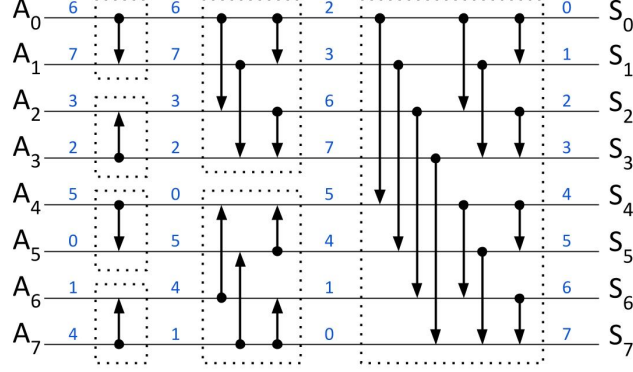 A0 6 6 2 0 S0
A1 7 7 3 1 S1
A2 3 3 6 2 S2
A3 2 2 7 3 S3
A4 5 0 5 4 S4
A5 0 5 4 5 S5
A6 1 4 1 6 S6
A7 4 1 0 7 S7